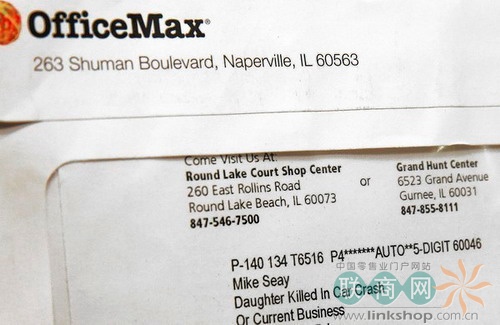 OfficeMax®
263 Shuman Boulevard, Naperville, IL 60563
Come Visit Us At:
Round Lake Court Shop Center
260 East Rollins Road
Round Lake Beach, IL 60073
847-546-7500
or
Grand Hunt Center
6523 Grand Avenue
Gurnee, IL 60031
847-855-8111
P-140 134 T6516 P4*******AUTO**5-DIGIT 60046
Mike Seay
Daughter Killed In Car Crash
Or Current Business
中国零售业门户网站
联商网
www.linkshop.com.cn